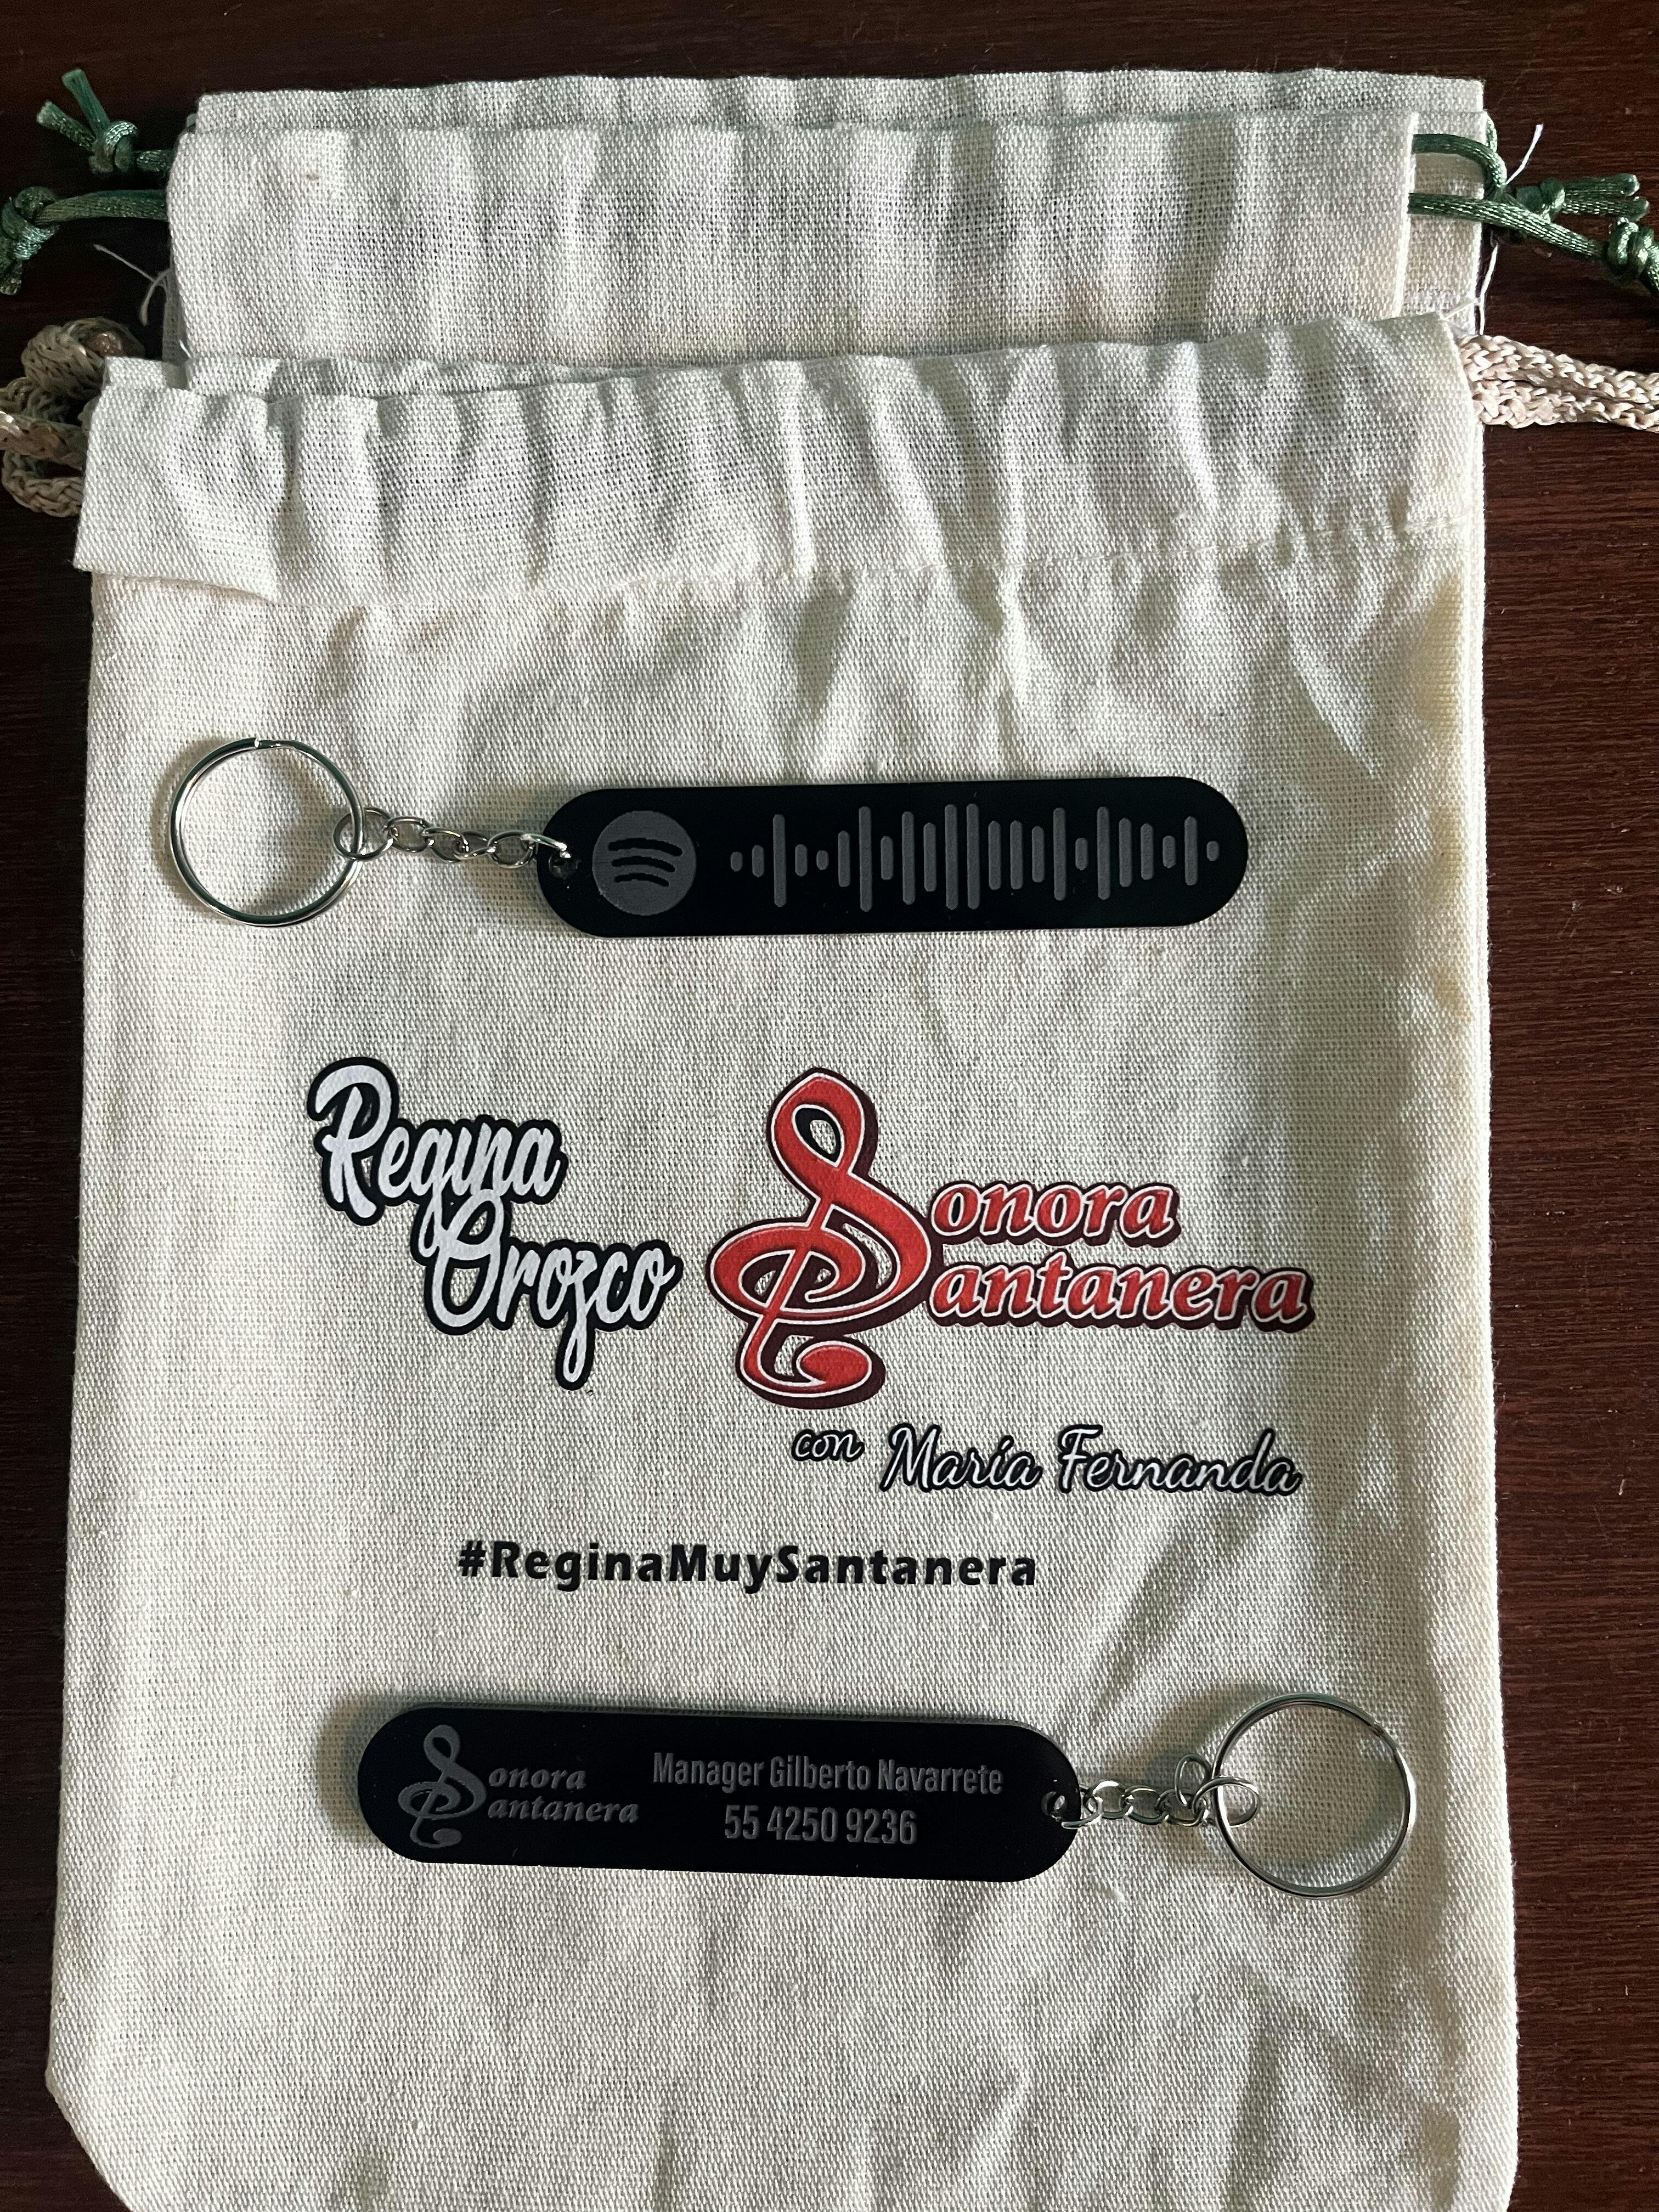 Regina
Orozco
Sonora
Santanera
con María Fernanda
#ReginaMuySantanera
Sonora
Santanera
Manager Gilberto Navarrete
55 4250 9236